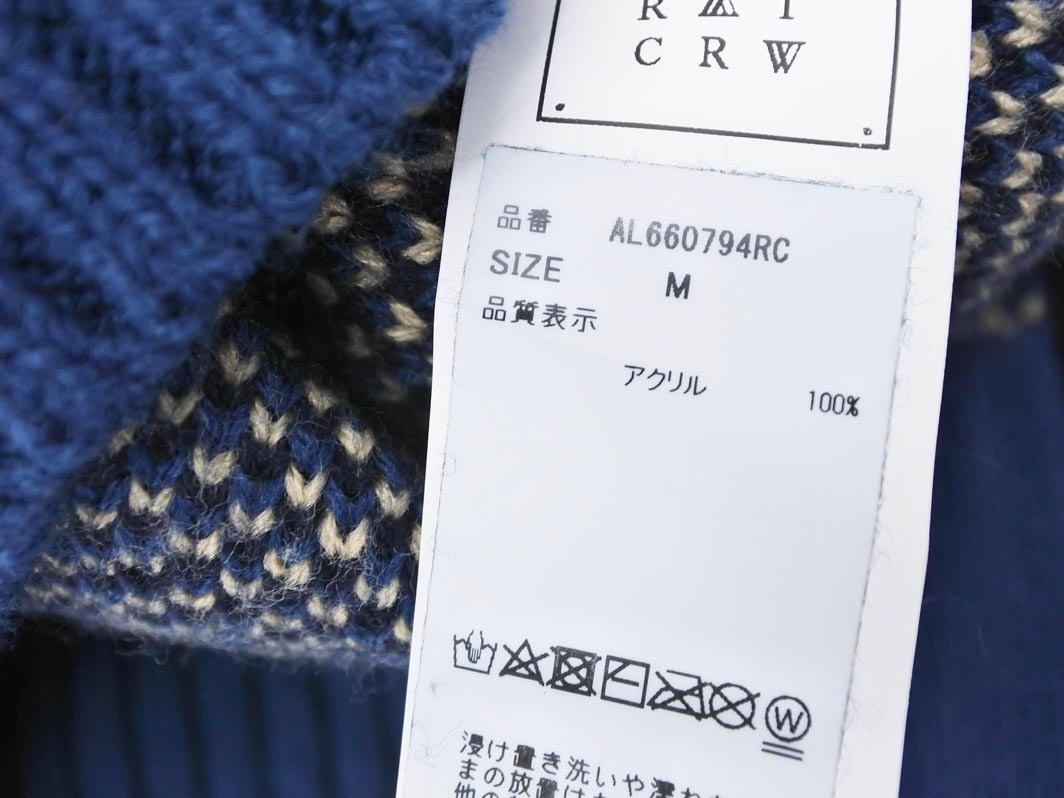 C R W
品番 AL660794RC
SIZE M
品質表示
アクリル 100%
W
浸け置き洗いや濡れ
まの放置は
他の